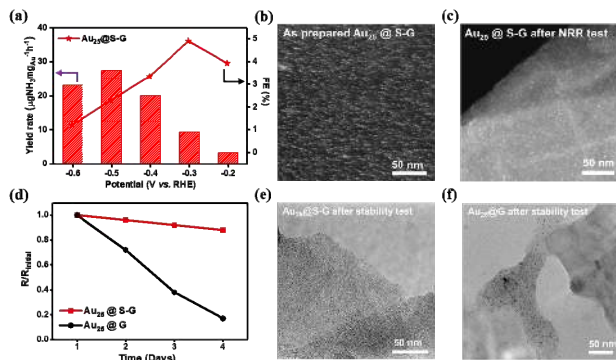 (a)
Au25@S-G
Yield rate (μgNH3mgAu-1h-1)
40
30
20
10
0
5
4
3
2
1
0
FE (%)
-0.6 -0.5 -0.4 -0.3 -0.2
Potential (V vs. RHE)
(b)
As prepared Au25 @ S-G
50 nm
(c)
Au25 @ S-G after NRR test
50 nm
(d)
R/Rinitial
1.0
0.8
0.6
0.4
0.2
0.0
Au25 @ S-G
Au25 @ G
1 2 3 4
Time (Days)
(e)
Au25@S-G after stability test
50 nm
(f)
Au25@G after stability test
50 nm